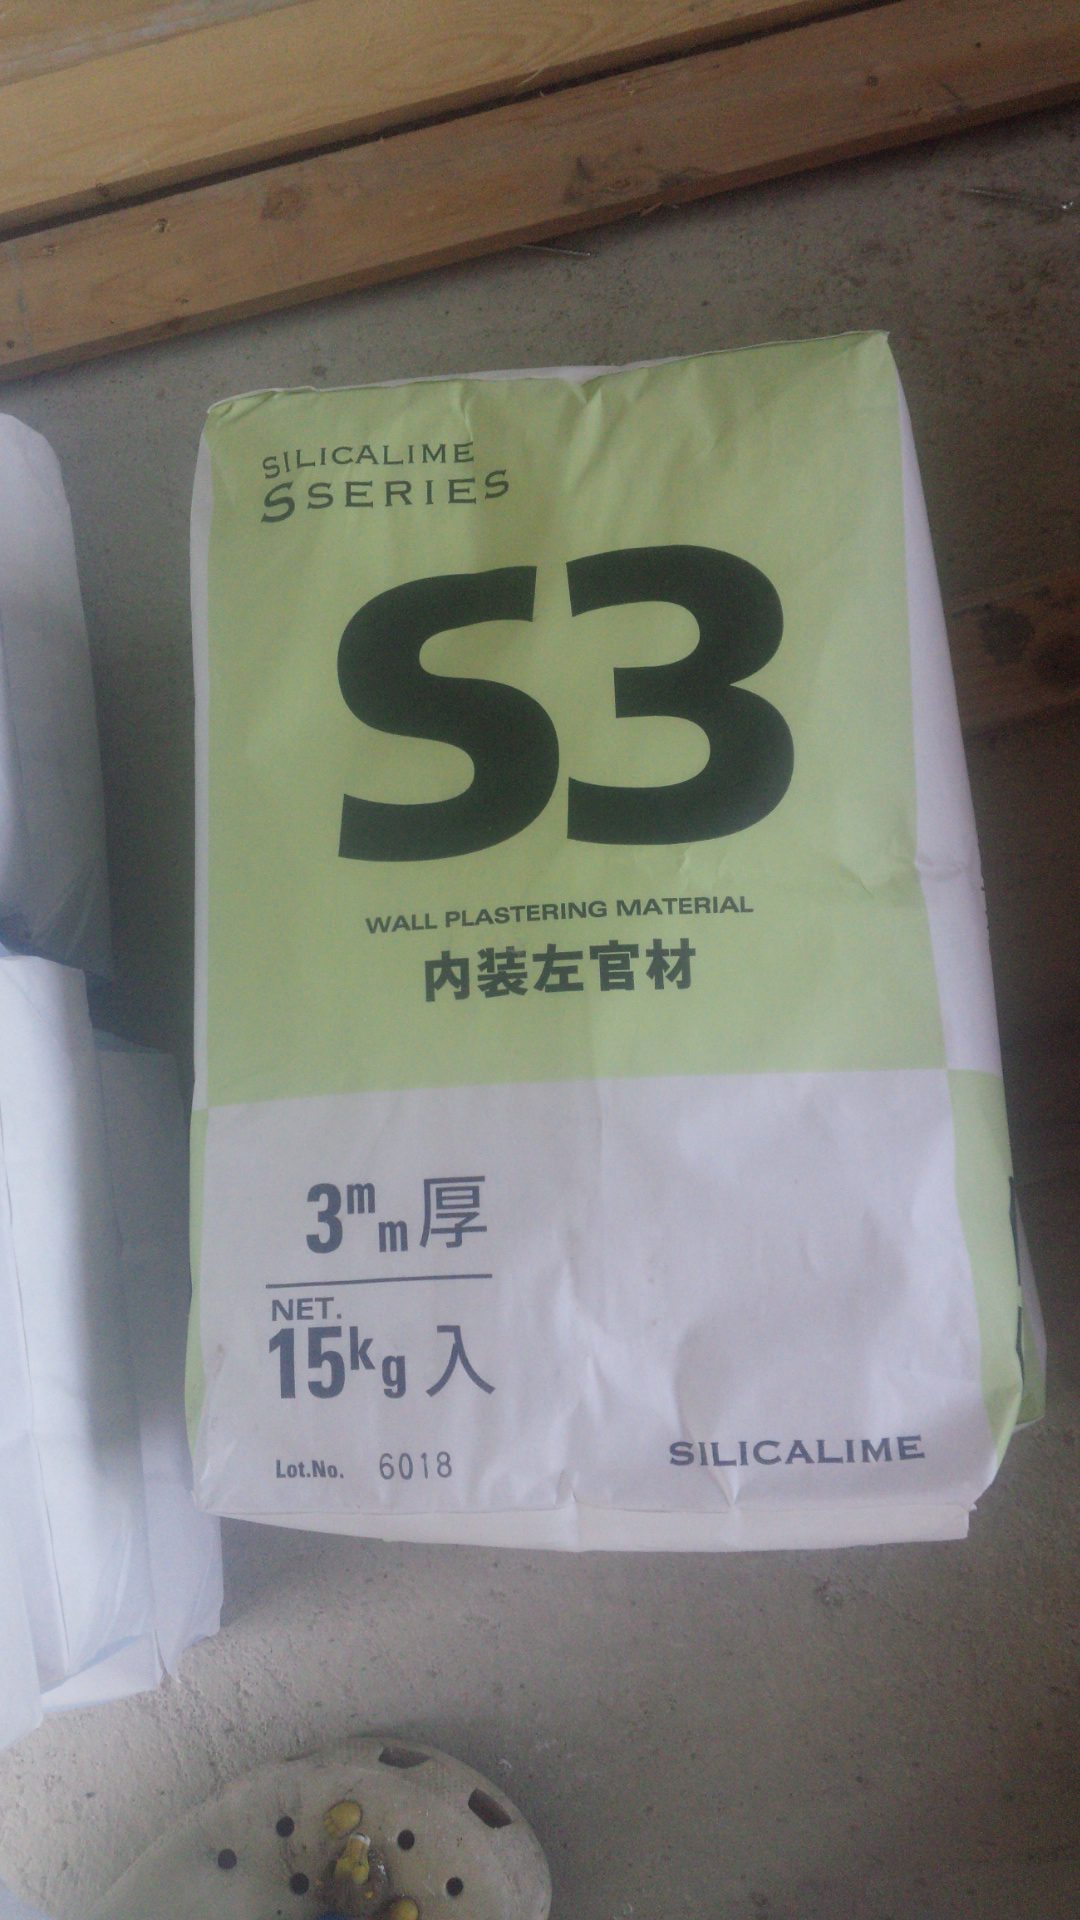 SILICALIME
S SERIES
S3
WALL PLASTERING MATERIAL
内装左官材
3mm厚
NET.
15kg入
Lot.No. 6018
SILICALIME